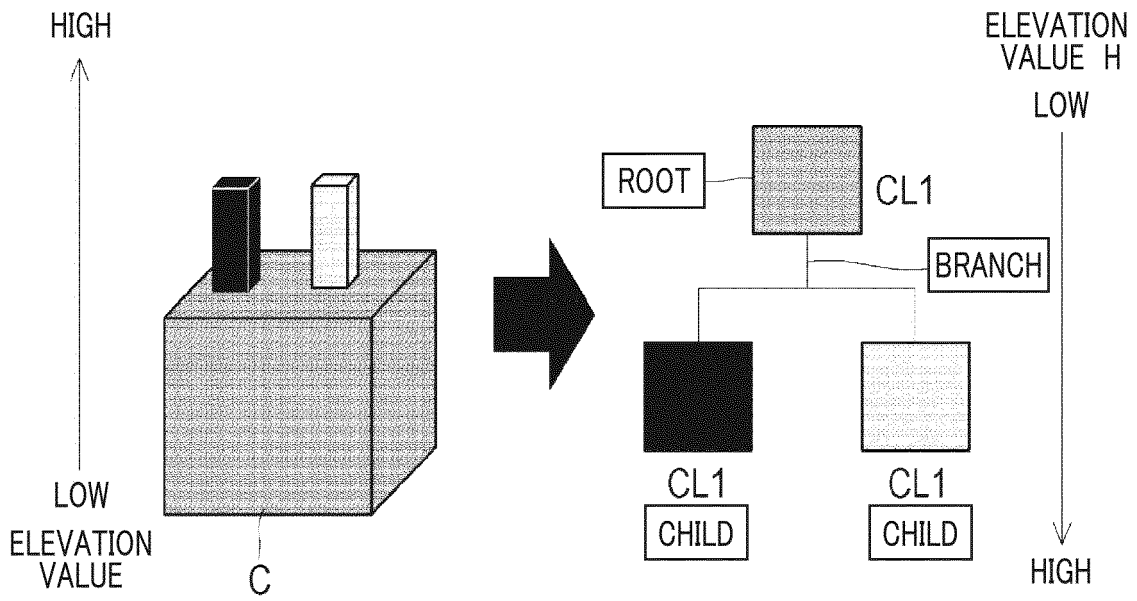 HIGH
LOW
ELEVATION
VALUE
C
ROOT
CL1
BRANCH
CL1
CHILD
CL1
CHILD
ELEVATION
VALUE H
LOW
HIGH